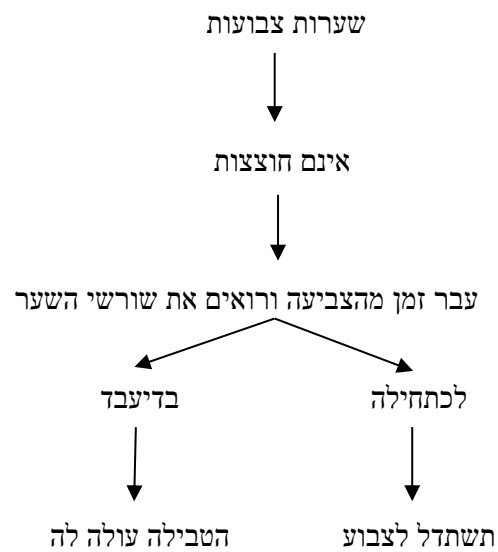 שערות צבועות
אינם חוצצות
עבר זמן מהצביעה ורואים את שורשי השער
לכתחילה
בדיעבד
תשתדל לצבוע
הטבילה עולה לה